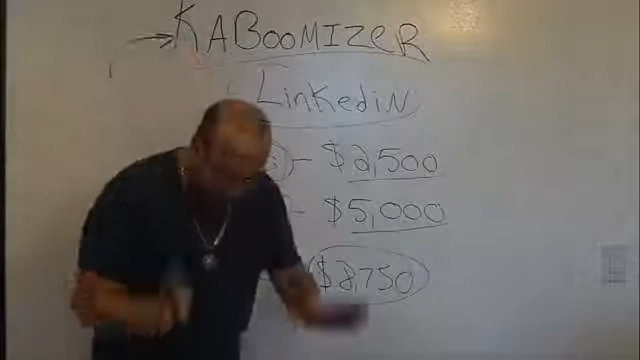 → KABOOMIZER
LinkediN
- $2,500
- $5,000
$8,750